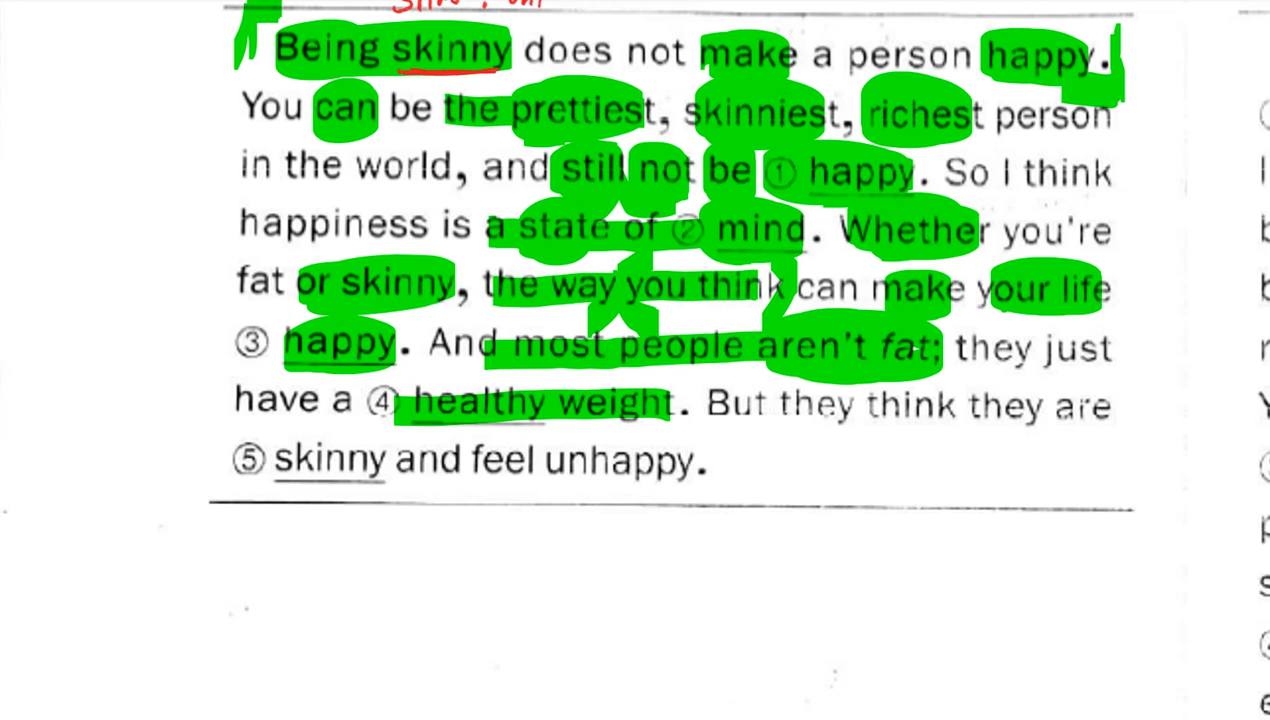 Being skinny does not make a person happy.
You can be the prettiest, skinniest, richest person
in the world, and still not be ① happy. So I think
happiness is a state of ② mind. Whether you're
fat or skinny, the way you think can make your life
③ happy. And most people aren't fat; they just
have a ④ healthy weight. But they think they are
⑤ skinny and feel unhappy.